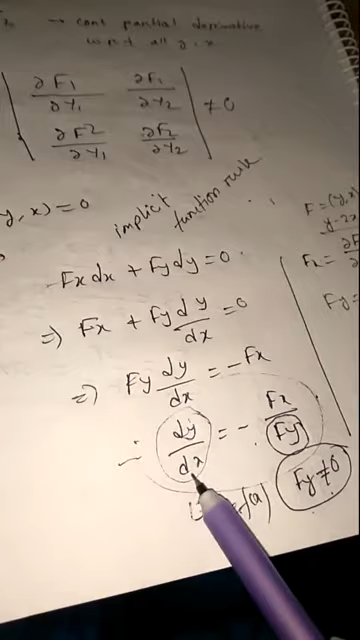 → cont partial derivative
w.r.t all y, x
| ∂F1/∂Y1 ∂F1/∂Y2 |
| ∂F2/∂Y1 ∂F2/∂Y2 | ≠ 0
y, x) = 0
implicit
function rule
Fx dx + Fy dy = 0
⇒ Fx + Fy dy/dx = 0
⇒ Fy dy/dx = -Fx
∴ dy/dx = - Fx/Fy
Fy ≠ 0
F = (y, x)
Fx = ∂F
Fy =